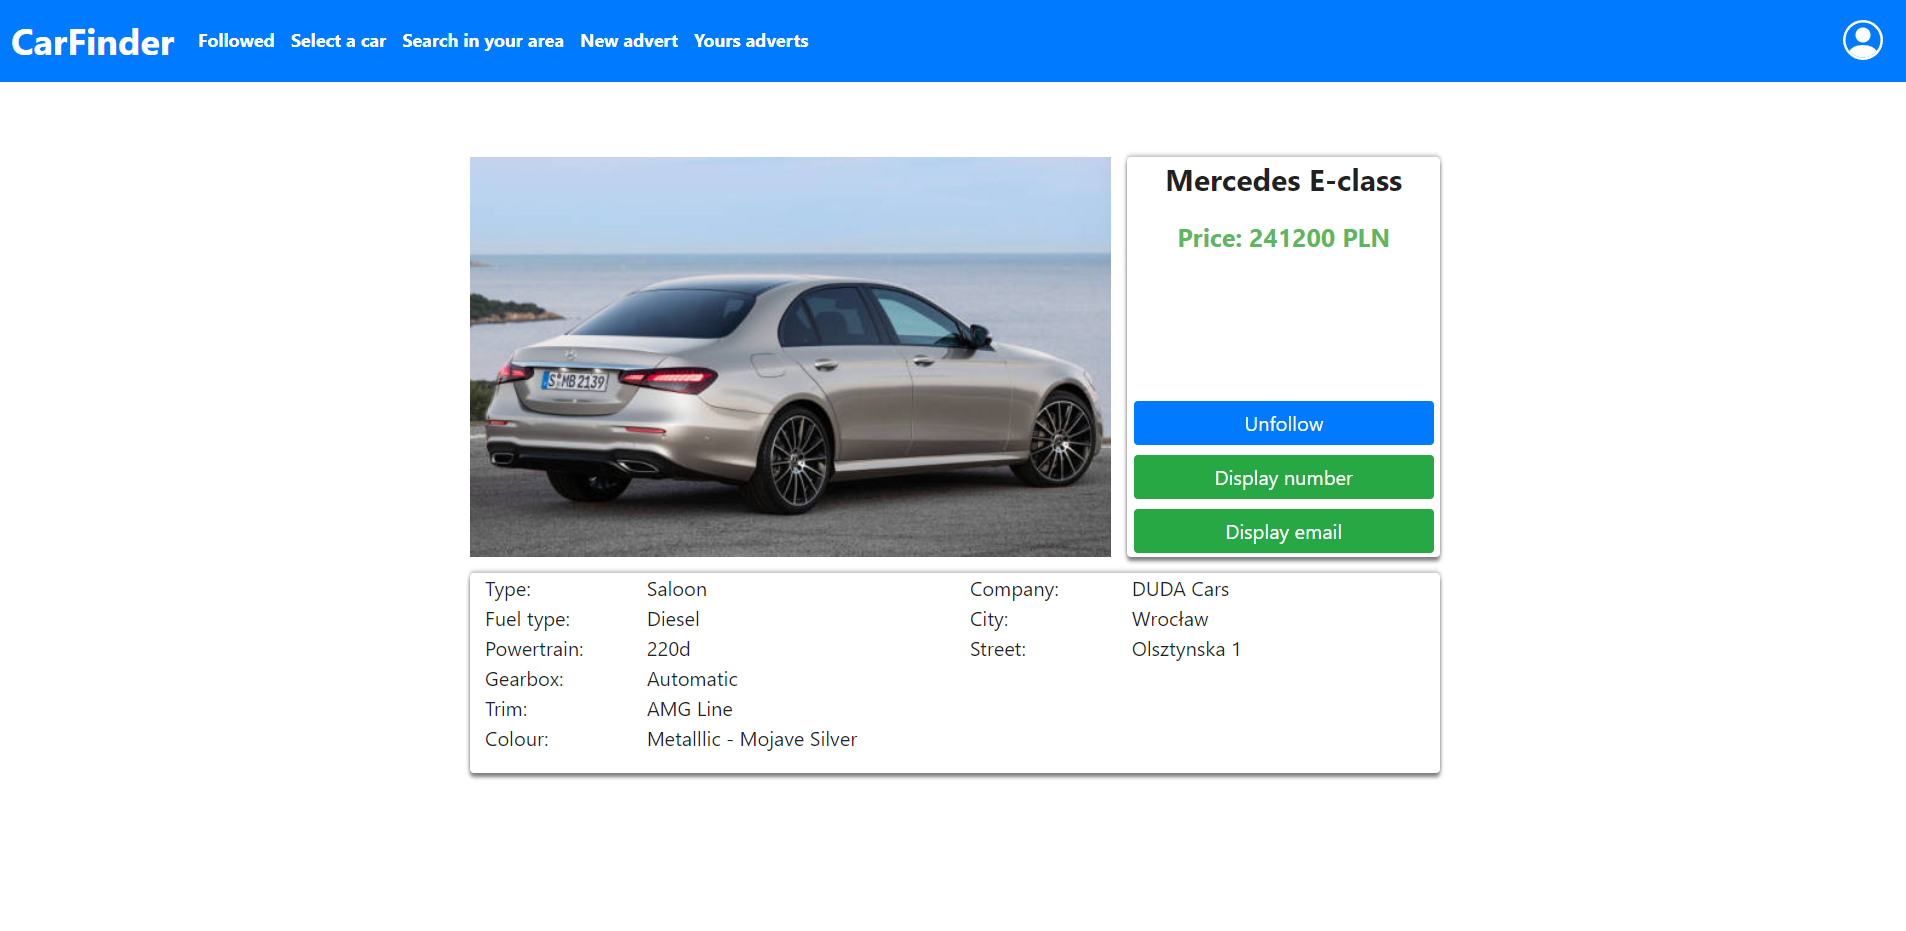 CarFinder Followed Select a car Search in your area New advert Yours adverts
S MB 2139
Mercedes E-class
Price: 241200 PLN
Unfollow
Display number
Display email
Type: Saloon Company: DUDA Cars
Fuel type: Diesel City: Wrocław
Powertrain: 220d Street: Olsztynska 1
Gearbox: Automatic
Trim: AMG Line
Colour: Metalllic - Mojave Silver